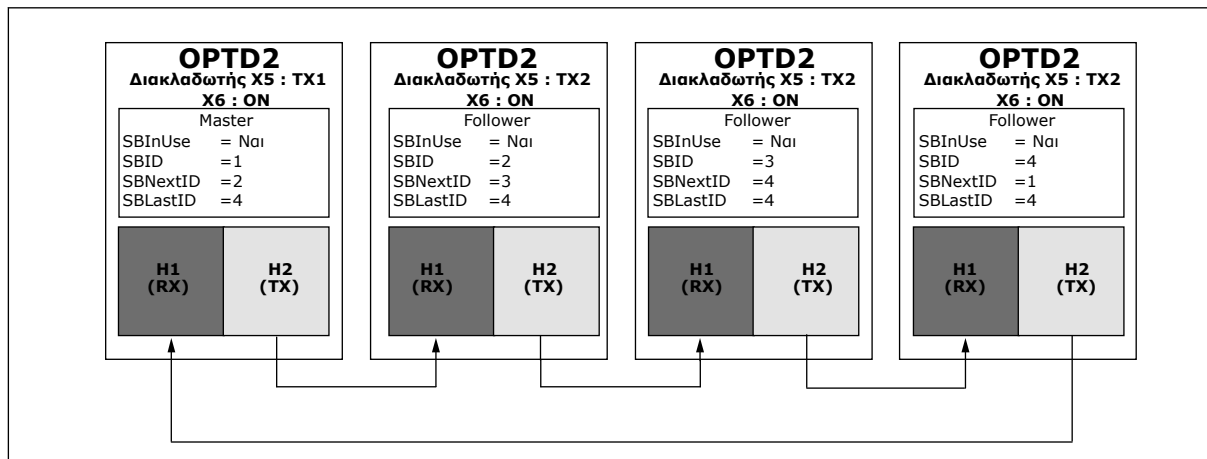 OPTD2
Διακλαδωτής X5 : TX1
X6 : ON
Master
SBInUse = Ναι
SBID =1
SBNextID =2
SBLastID =4
H1
(RX)
H2
(TX)
OPTD2
Διακλαδωτής X5 : TX2
X6 : ON
Follower
SBInUse = Ναι
SBID =2
SBNextID =3
SBLastID =4
H1
(RX)
H2
(TX)
OPTD2
Διακλαδωτής X5 : TX2
X6 : ON
Follower
SBInUse = Ναι
SBID =3
SBNextID =4
SBLastID =4
H1
(RX)
H2
(TX)
OPTD2
Διακλαδωτής X5 : TX2
X6 : ON
Follower
SBInUse = Ναι
SBID =4
SBNextID =1
SBLastID =4
H1
(RX)
H2
(TX)